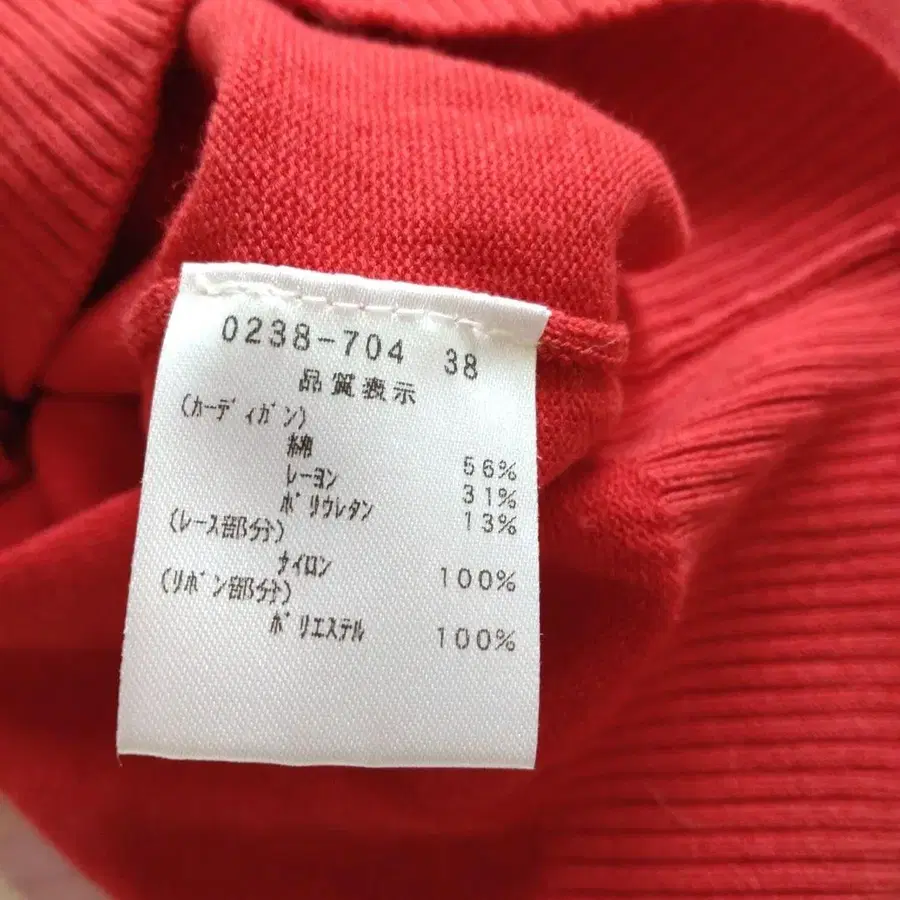 0238-704 38
品質表示
(ｶｰﾃﾞｨｶﾞﾝ)
綿 56%
ﾚｰﾖﾝ 31%
ﾎﾟﾘｳﾚﾀﾝ 13%
(ﾚｰｽ部分)
ﾅｲﾛﾝ 100%
(ﾘﾎﾞﾝ部分)
ﾎﾟﾘｴｽﾃﾙ 100%